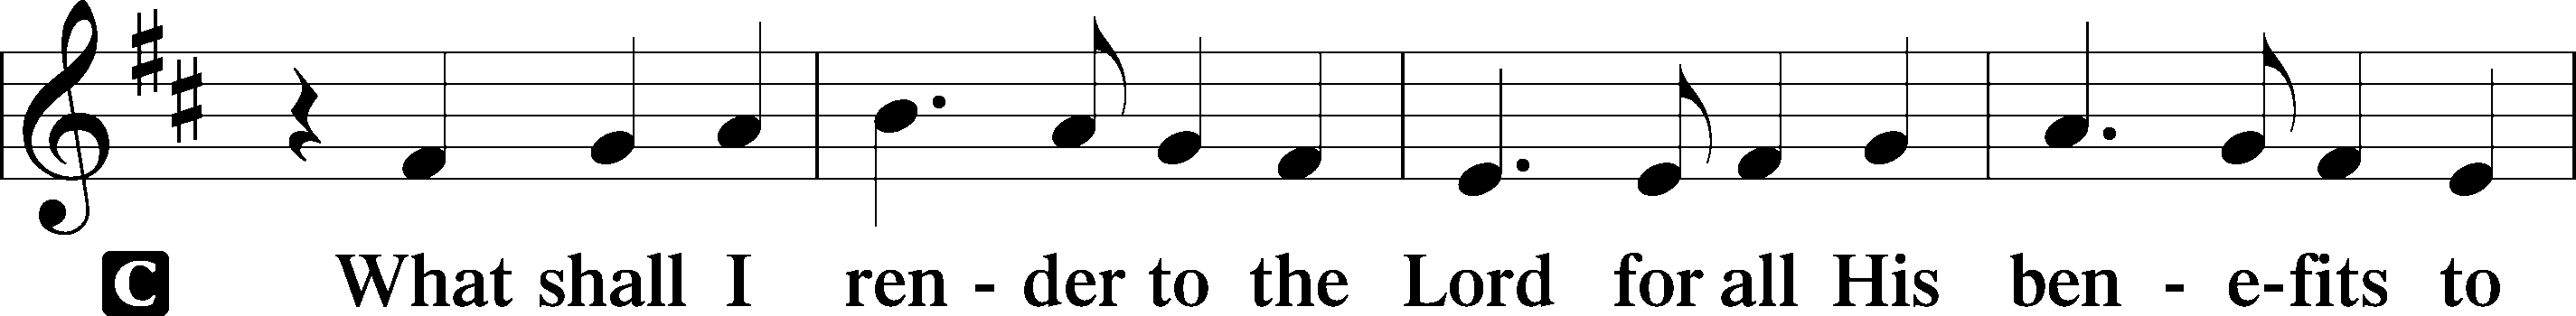 C What shall I ren - der to the Lord for all His ben - e-fits to